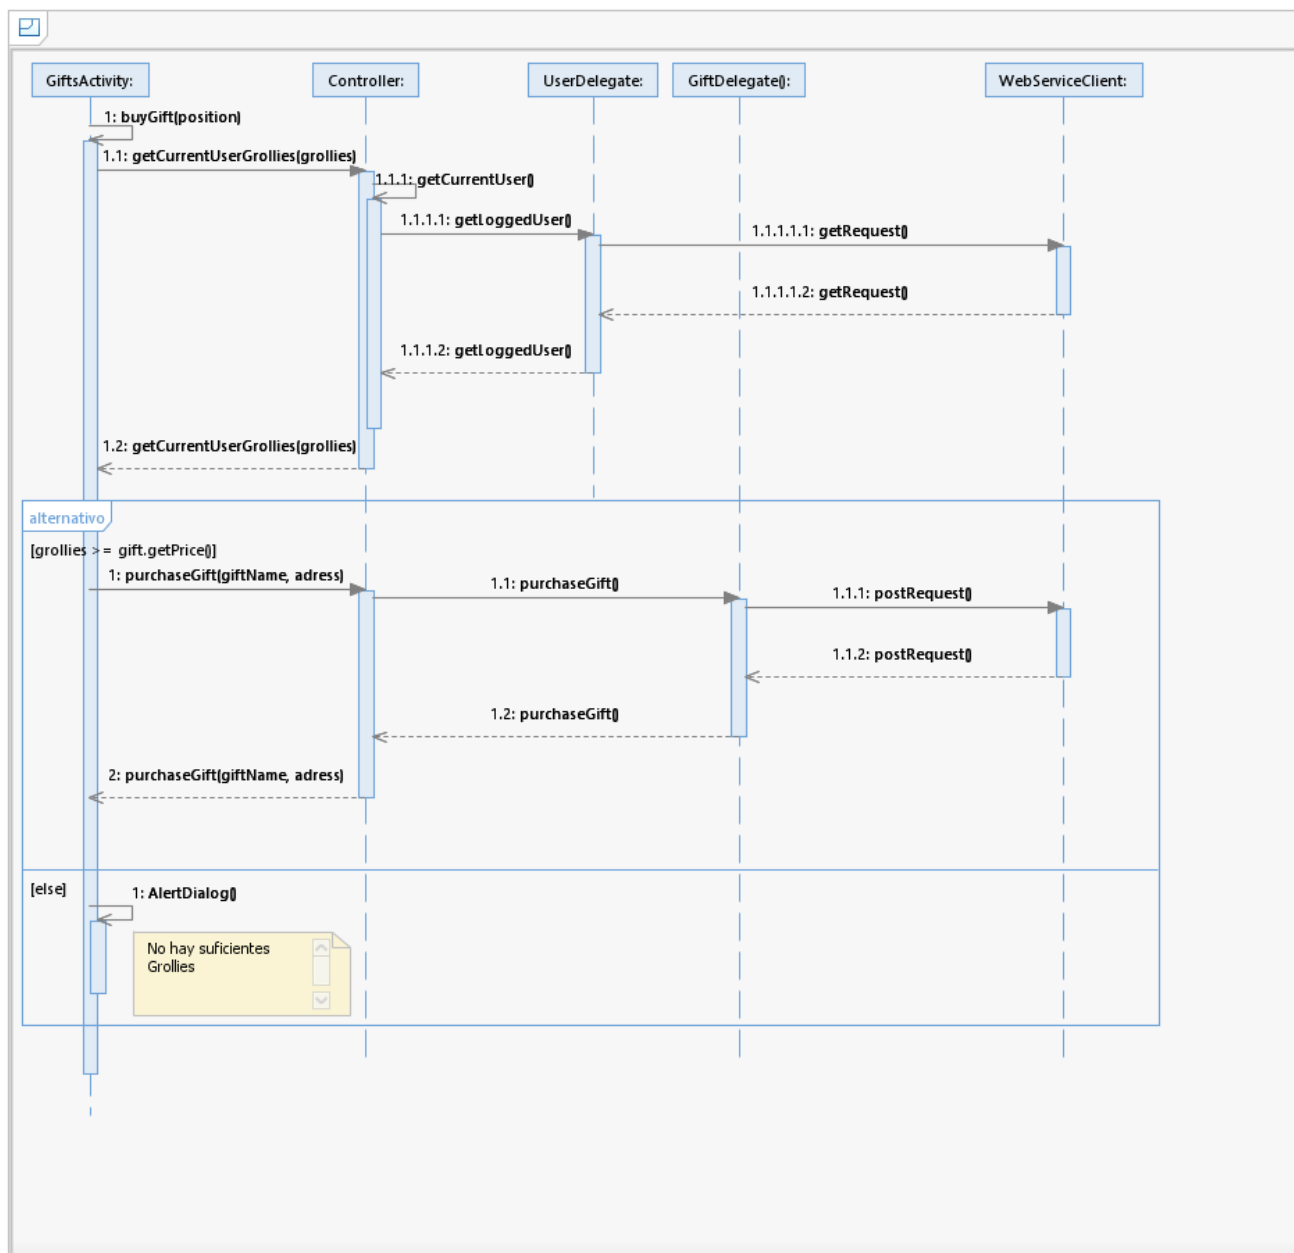 GiftsActivity:
Controller:
UserDelegate:
GiftDelegate():
WebServiceClient:
1: buyGift(position)
1.1: getCurrentUserGrollies(grollies)
1.1.1: getCurrentUser()
1.1.1.1: getLoggedUser()
1.1.1.1.1: getRequest()
1.1.1.1.2: getRequest()
1.1.1.2: getLoggedUser()
1.2: getCurrentUserGrollies(grollies)
alternativo
[grollies >= gift.getPrice()]
1: purchaseGift(giftName, adress)
1.1: purchaseGift()
1.1.1: postRequest()
1.1.2: postRequest()
1.2: purchaseGift()
2: purchaseGift(giftName, adress)
[else]
1: AlertDialog()
No hay suficientes
Grollies